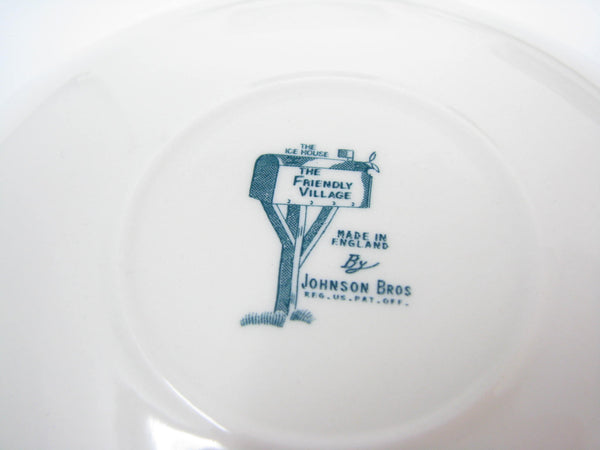 THE
ICE HOUSE
THE
FRIENDLY
VILLAGE
MADE IN
ENGLAND
By
JOHNSON BROS
REG. US. PAT. OFF.